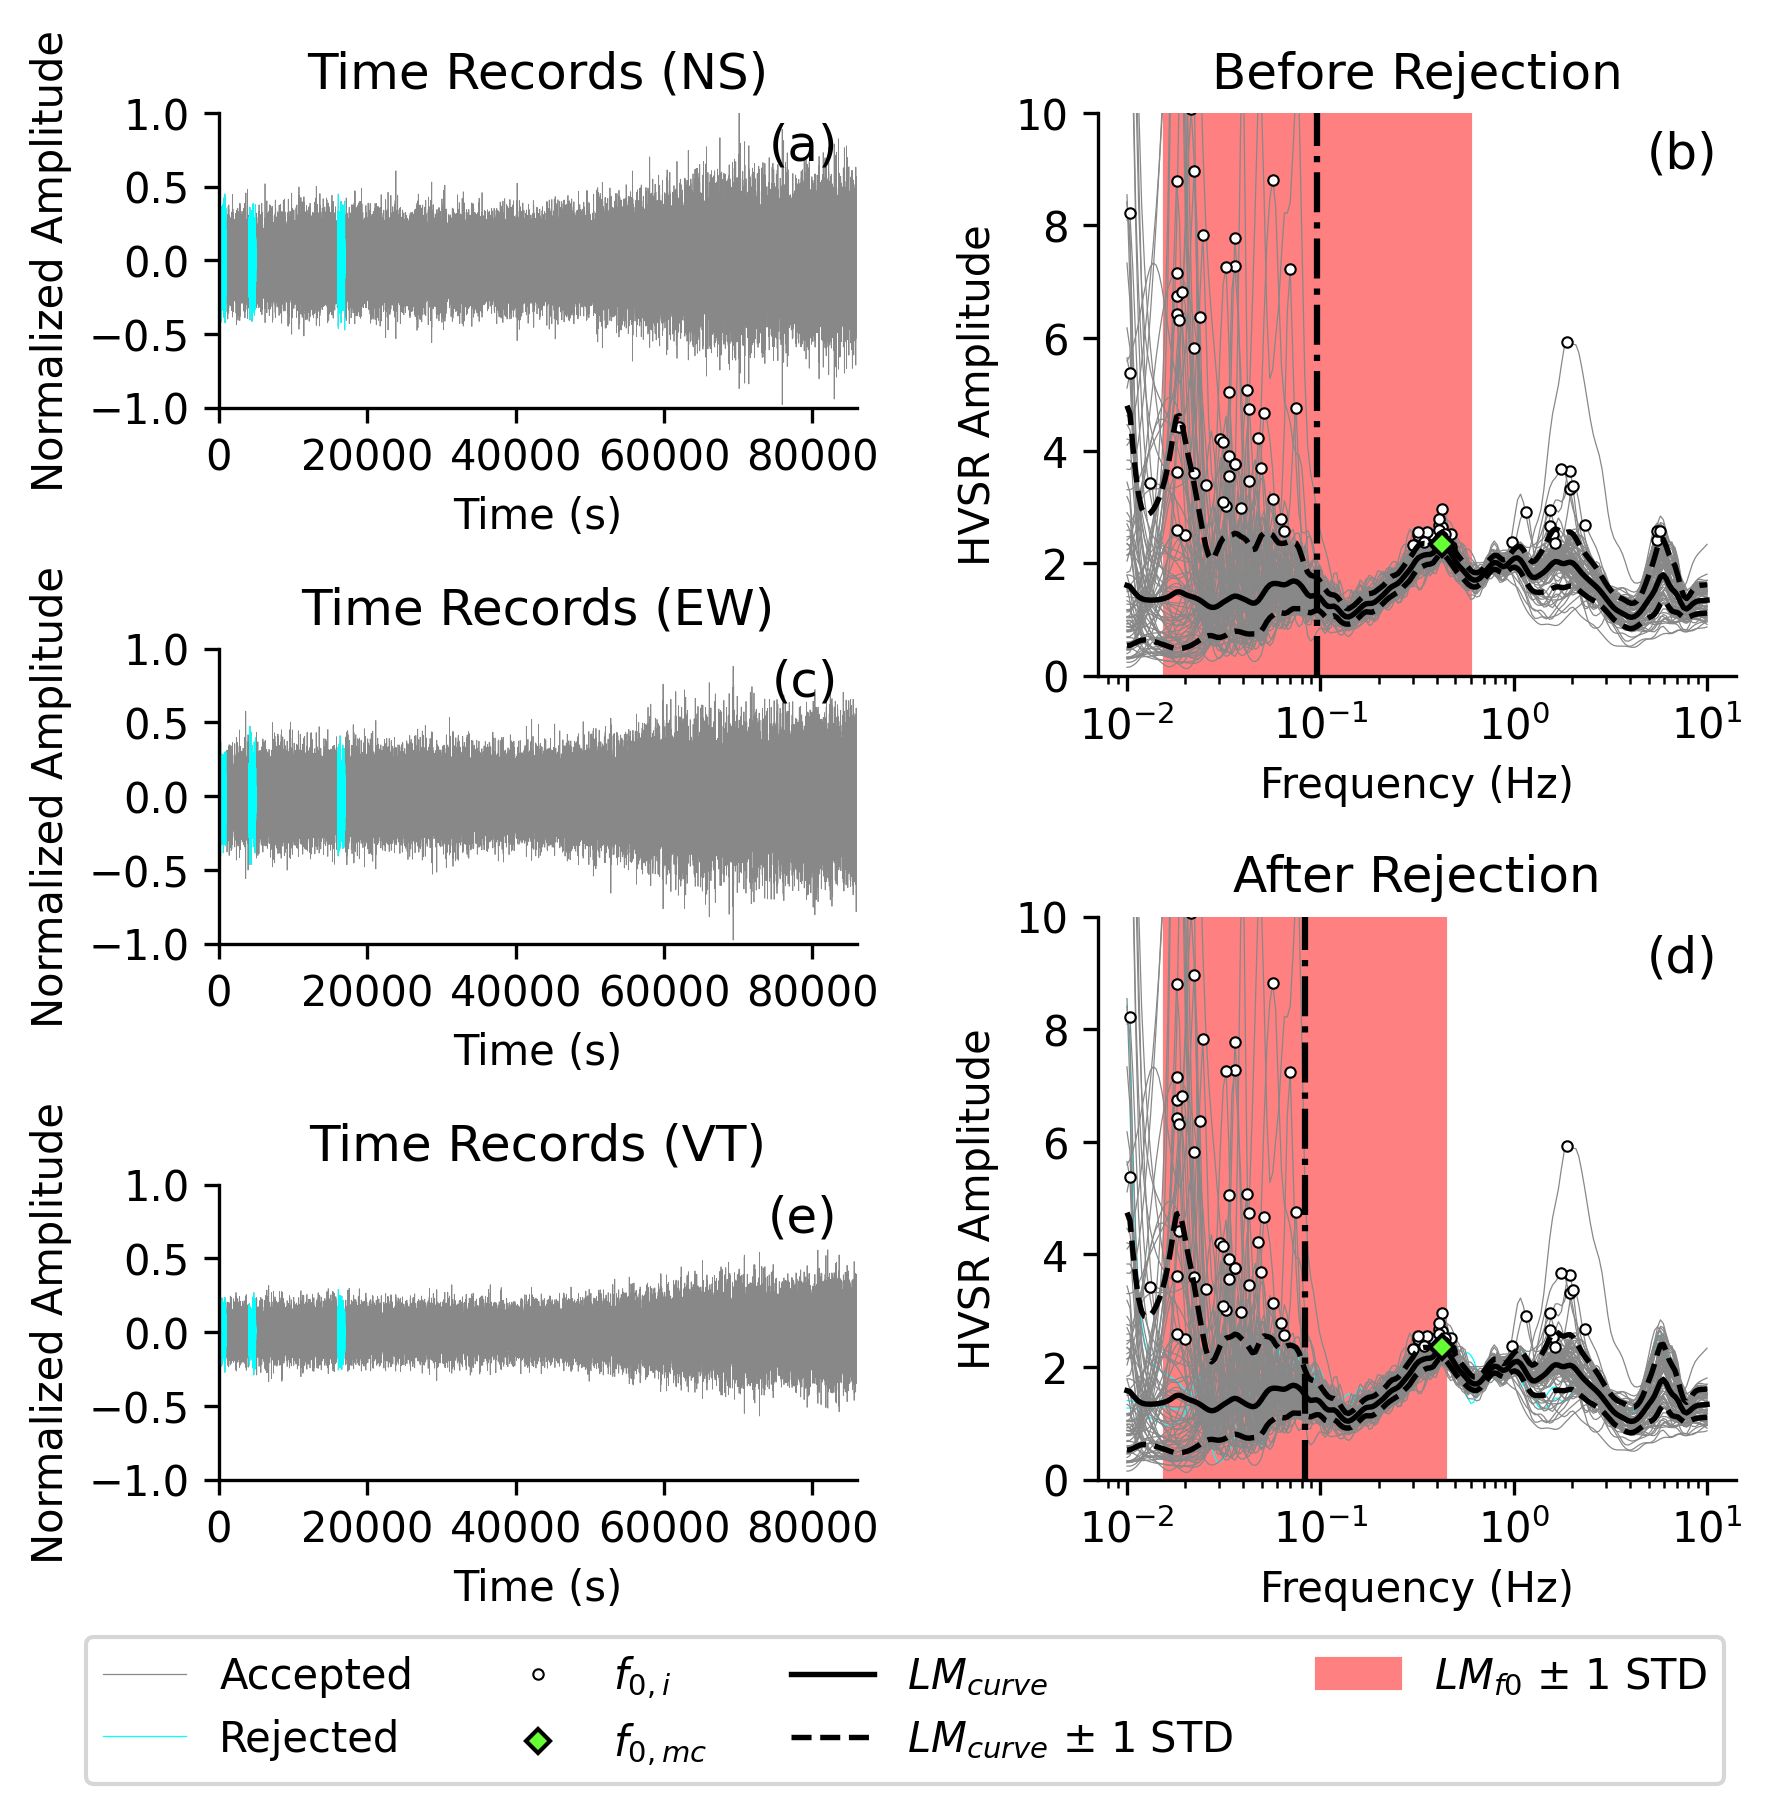 Time Records (NS)
Normalized Amplitude
1.0
0.5
0.0
−0.5
−1.0
(a)
0 20000 40000 60000 80000
Time (s)
Before Rejection
HVSR Amplitude
10
8
6
4
2
0
(b)
10⁻² 10⁻¹ 10⁰ 10¹
Frequency (Hz)
Time Records (EW)
Normalized Amplitude
1.0
0.5
0.0
−0.5
−1.0
(c)
0 20000 40000 60000 80000
Time (s)
After Rejection
HVSR Amplitude
10
8
6
4
2
0
(d)
10⁻² 10⁻¹ 10⁰ 10¹
Frequency (Hz)
Time Records (VT)
Normalized Amplitude
1.0
0.5
0.0
−0.5
−1.0
(e)
0 20000 40000 60000 80000
Time (s)
Accepted
Rejected
f0,i
f0,mc
LMcurve
LMcurve ± 1 STD
LMf0 ± 1 STD